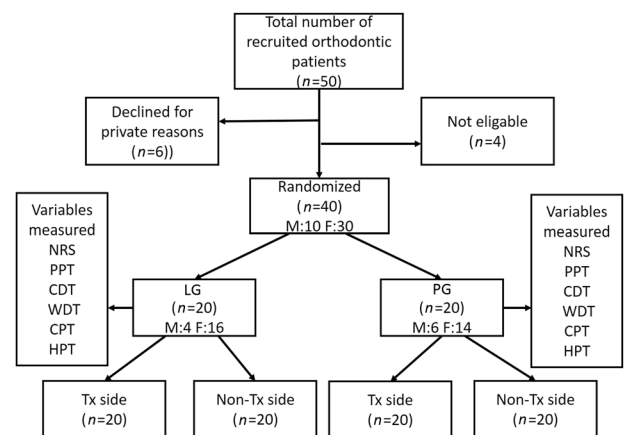 Total number of
recruited orthodontic
patients
(n=50)
Declined for
private reasons
(n=6))
Not eligable
(n=4)
Randomized
(n=40)
M:10 F:30
Variables
measured
NRS
PPT
CDT
WDT
CPT
HPT
LG
(n=20)
M:4 F:16
PG
(n=20)
M:6 F:14
Variables
measured
NRS
PPT
CDT
WDT
CPT
HPT
Tx side
(n=20)
Non-Tx side
(n=20)
Tx side
(n=20)
Non-Tx side
(n=20)